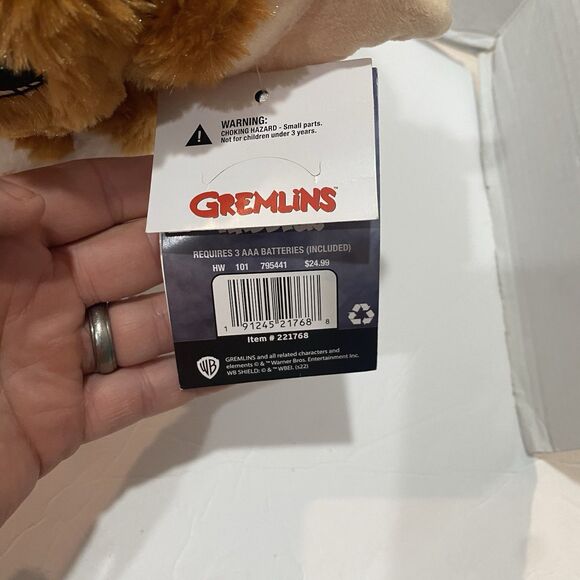 WARNING:
CHOKING HAZARD - Small parts.
Not for children under 3 years.
GREMLiNS™
REQUIRES 3 AAA BATTERIES (INCLUDED)
HW 101 795441 $24.99
1 91245 21768 8
Item # 221768
WB
GREMLINS and all related characters and
elements © & ™ Warner Bros. Entertainment Inc.
WB SHIELD: © & ™ WBEI. (s22)